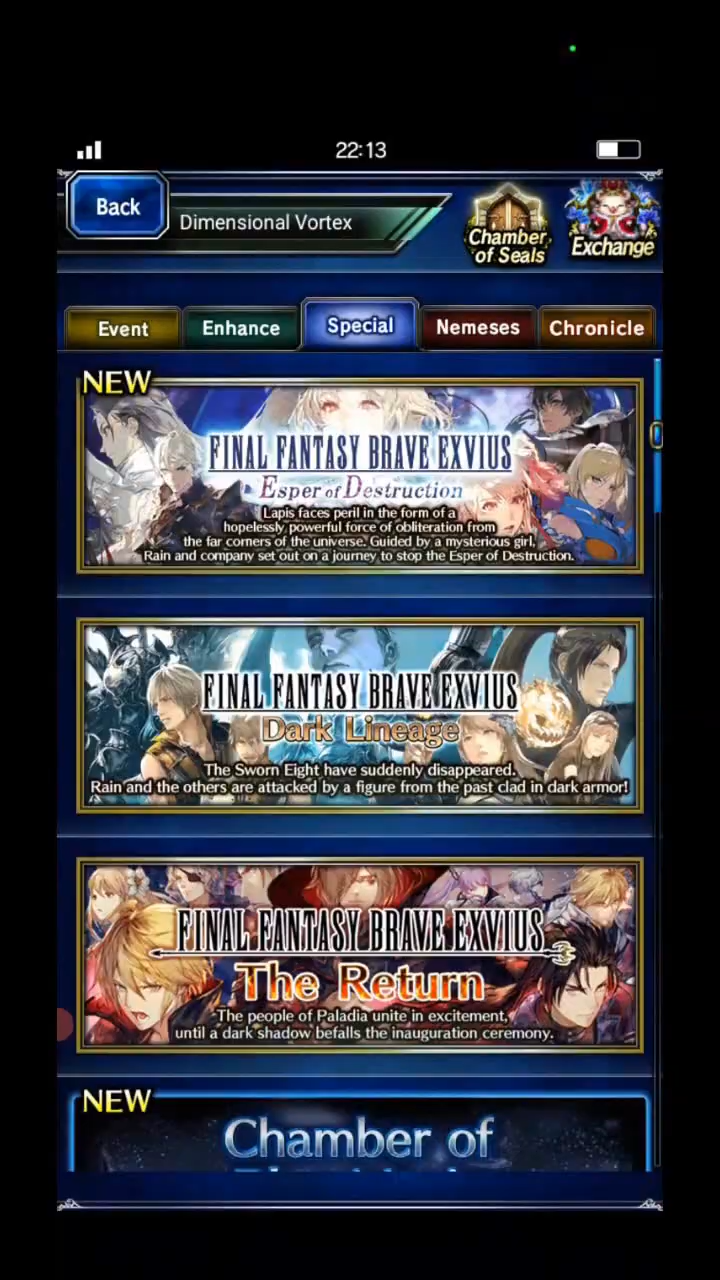 22:13
Back
Dimensional Vortex
Chamber
of Seals
Exchange
Event
Enhance
Special
Nemeses
Chronicle
NEW
FINAL FANTASY BRAVE EXVIUS
Esper of Destruction
Lapis faces peril in the form of a
hopelessly powerful force of obliteration from
the far corners of the universe. Guided by a mysterious girl,
Rain and company set out on a journey to stop the Esper of Destruction.
FINAL FANTASY BRAVE EXVIUS
Dark Lineage
The Sworn Eight have suddenly disappeared.
Rain and the others are attacked by a figure from the past clad in dark armor!
FINAL FANTASY BRAVE EXVIUS
The Return
The people of Paladia unite in excitement,
until a dark shadow befalls the inauguration ceremony.
NEW
Chamber of